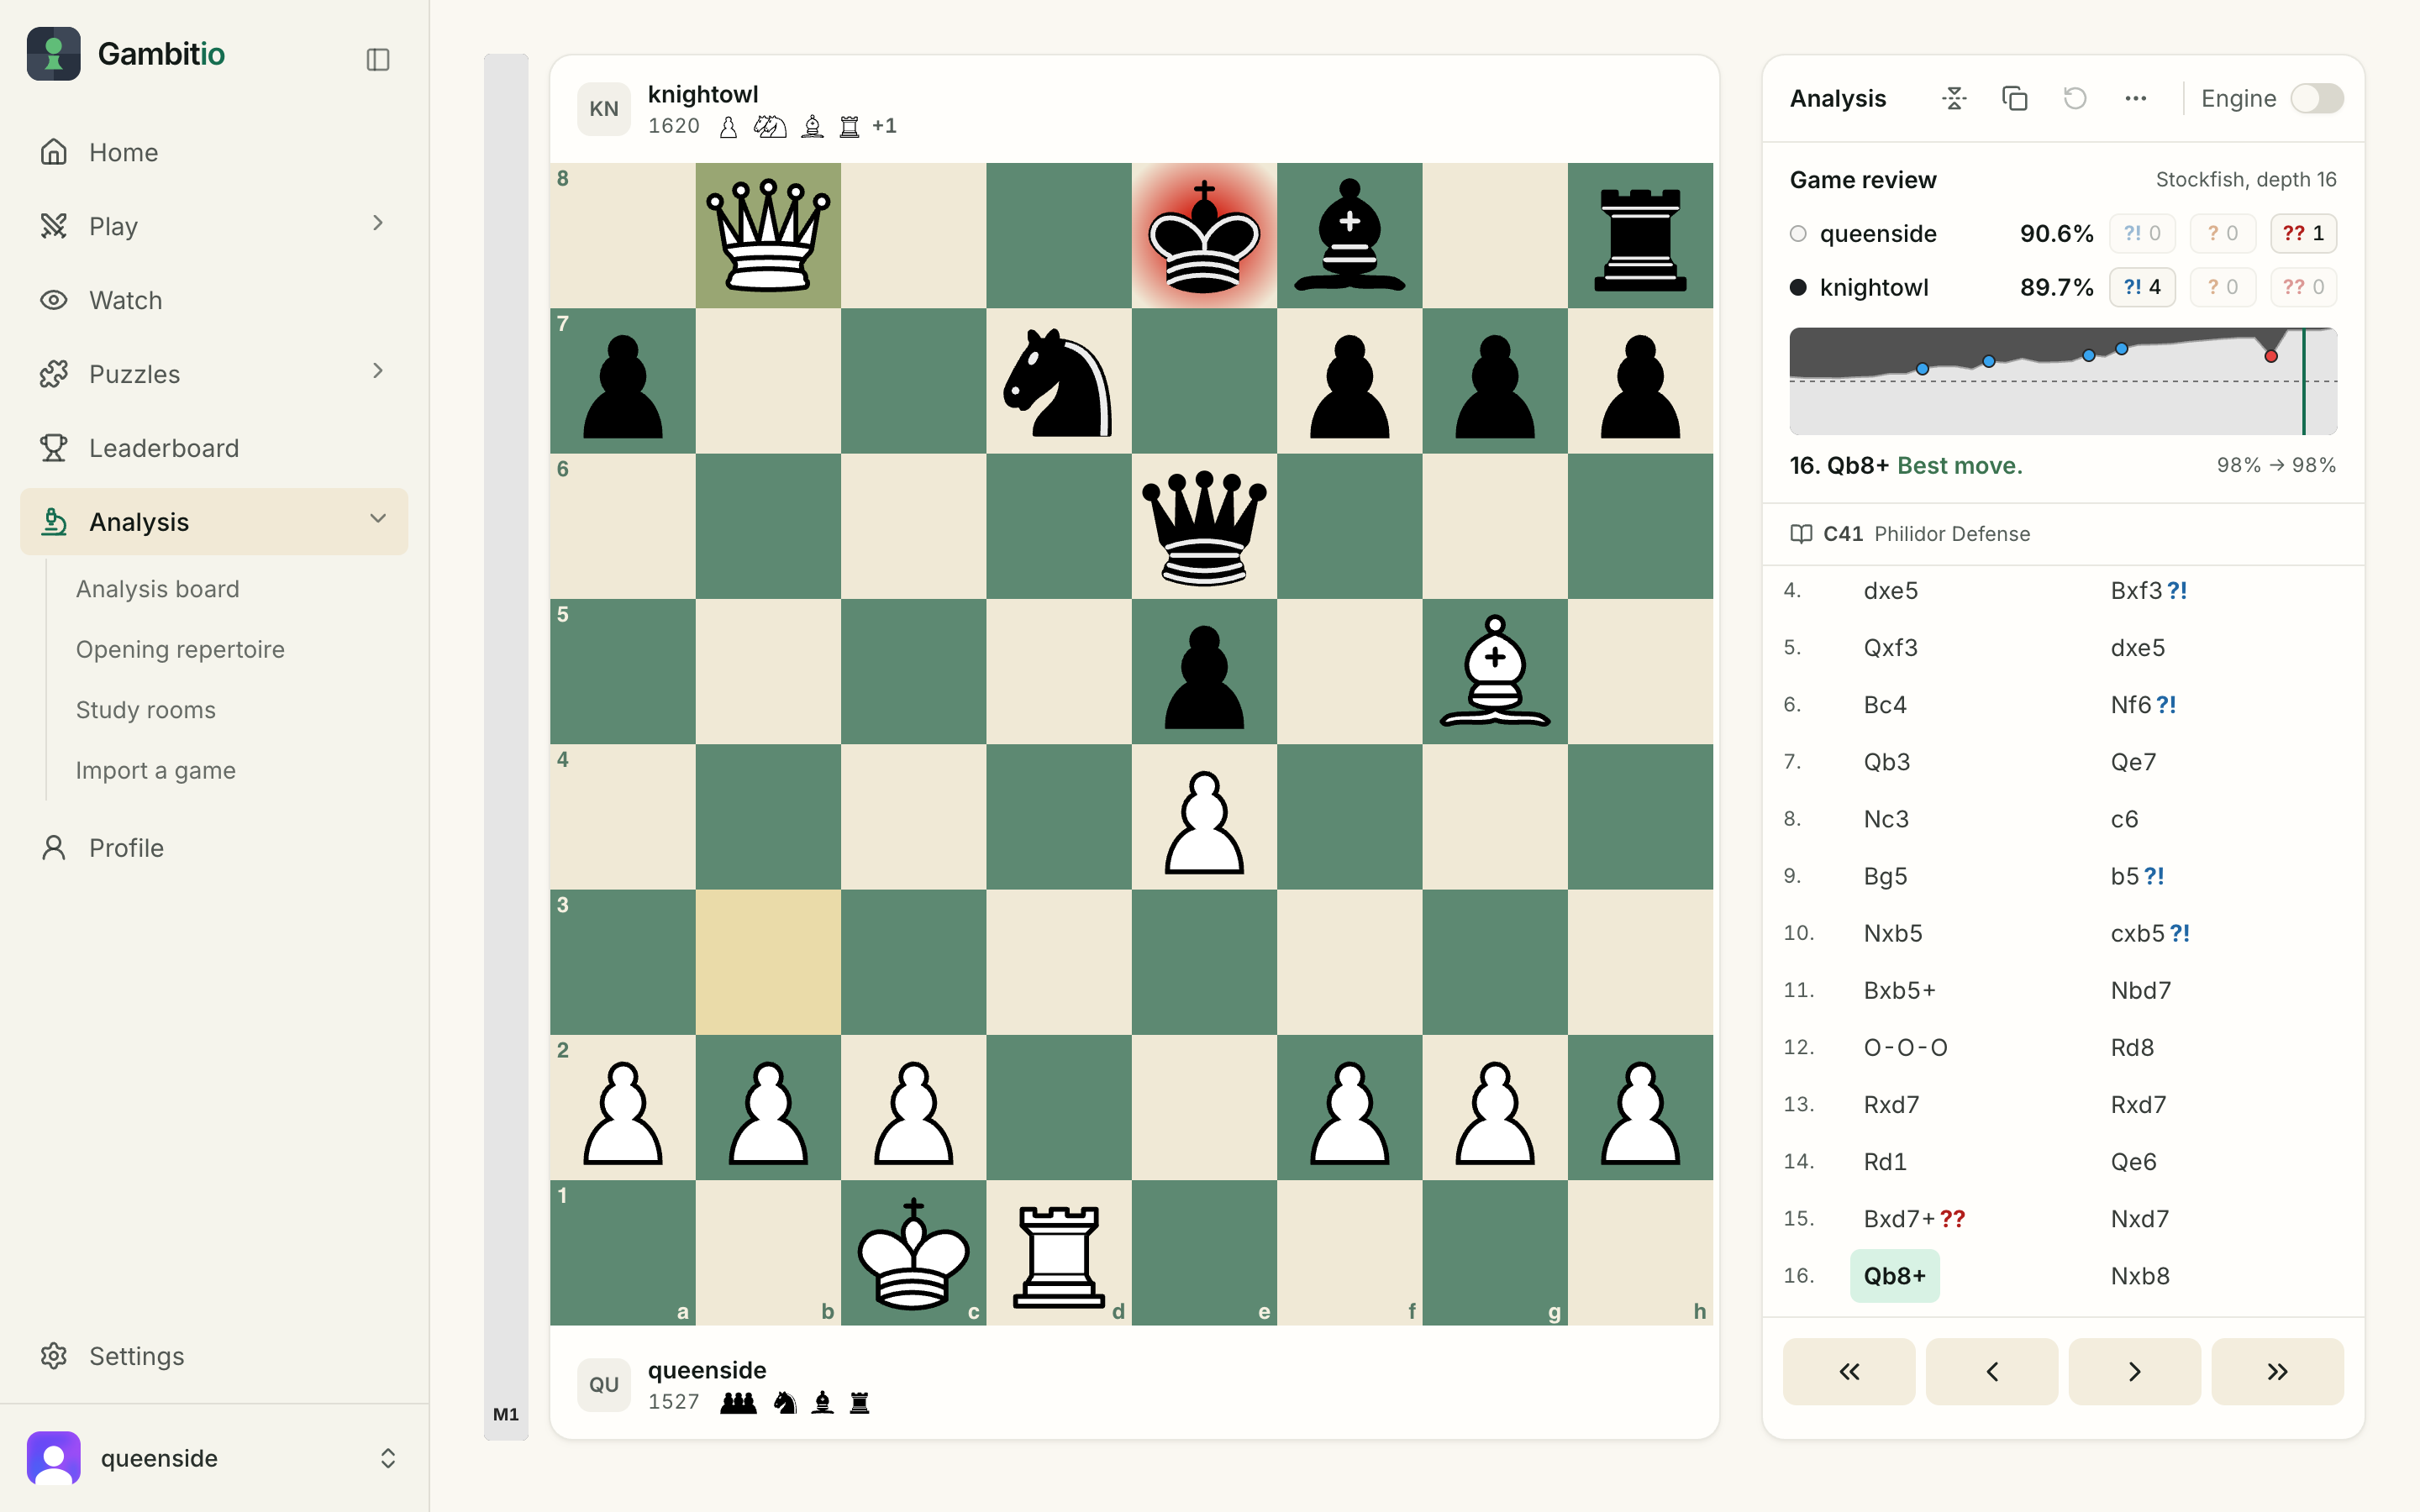 Gambitio
Home
Play
Watch
Puzzles
Leaderboard
Analysis
Analysis board
Opening repertoire
Study rooms
Import a game
Profile
Settings
queenside
M1
KN
knightowl
1620 +1
8
7
6
5
4
3
2
1
a b c d e f g h
QU
queenside
1527
Analysis
Engine
Game review
Stockfish, depth 16
queenside 90.6% ?! 0 ? 0 ?? 1
knightowl 89.7% ?! 4 ? 0 ?? 0
16. Qb8+ Best move. 98% → 98%
C41 Philidor Defense
4. dxe5 Bxf3 ?!
5. Qxf3 dxe5
6. Bc4 Nf6 ?!
7. Qb3 Qe7
8. Nc3 c6
9. Bg5 b5 ?!
10. Nxb5 cxb5 ?!
11. Bxb5+ Nbd7
12. O-O-O Rd8
13. Rxd7 Rxd7
14. Rd1 Qe6
15. Bxd7+ ?? Nxd7
16. Qb8+ Nxb8